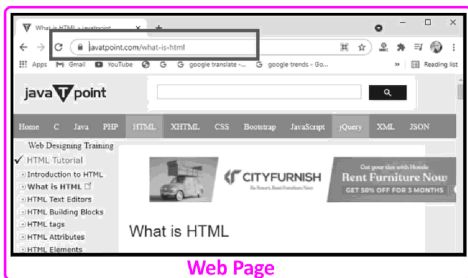 What is HTML - javatpoint
javatpoint.com/what-is-html
Apps Gmail YouTube google translate -... google trends - Go... » Reading list
javaTpoint
Home C Java PHP HTML XHTML CSS Bootstrap JavaScript jQuery XML JSON
Web Designing Training
HTML Tutorial
Introduction to HTML
What is HTML
HTML Text Editors
HTML Building Blocks
HTML tags
HTML Attributes
HTML Elements
CITYFURNISH
Rent Furniture Now
GET 50% OFF FOR 3 MONTHS
What is HTML
Web Page